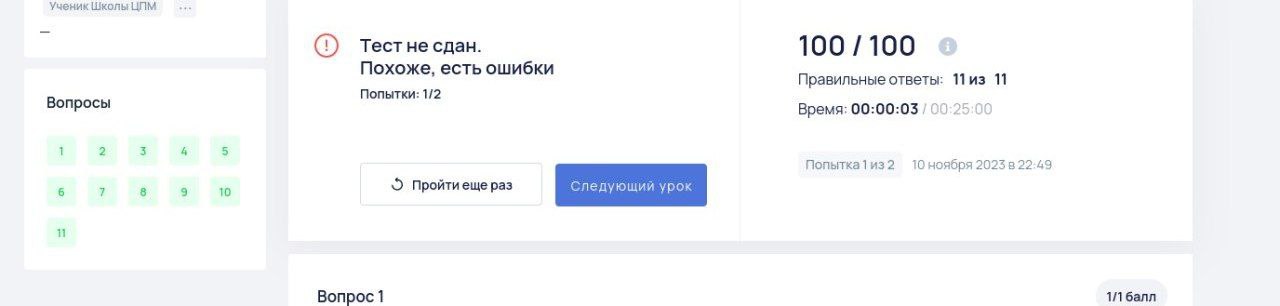 Ученик Школы ЦПМ ...
—
Вопросы
1 2 3 4 5
6 7 8 9 10
11
Тест не сдан.
Похоже, есть ошибки
Попытки: 1/2
Пройти еще раз Следующий урок
100 / 100
Правильные ответы: 11 из 11
Время: 00:00:03 / 00:25:00
Попытка 1 из 2 10 ноября 2023 в 22:49
Вопрос 1 1/1 балл